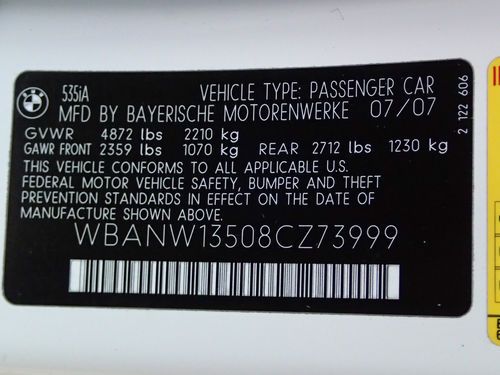 BMW
535iA VEHICLE TYPE: PASSENGER CAR
MFD BY BAYERISCHE MOTORENWERKE 07/07
GVWR 4872 lbs 2210 kg
GAWR FRONT 2359 lbs 1070 kg REAR 2712 lbs 1230 kg
THIS VEHICLE CONFORMS TO ALL APPLICABLE U.S.
FEDERAL MOTOR VEHICLE SAFETY, BUMPER AND THEFT
PREVENTION STANDARDS IN EFFECT ON THE DATE
OF MANUFACTURE SHOWN ABOVE.
WBANW13508CZ73999
2 122 606